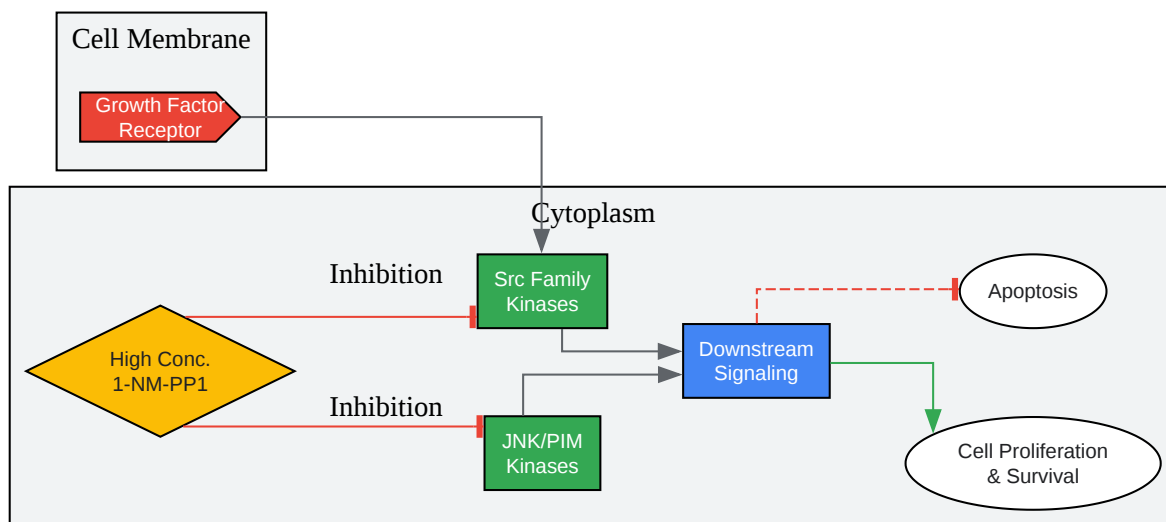 Cell Membrane
Growth Factor
Receptor
Cytoplasm
Inhibition
Src Family
Kinases
Apoptosis
High Conc.
1-NM-PP1
Downstream
Signaling
Inhibition
JNK/PIM
Kinases
Cell Proliferation
& Survival